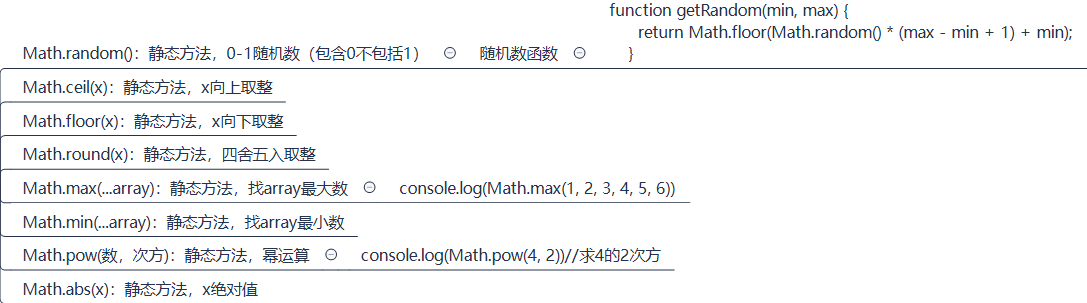 function getRandom(min, max) {
return Math.floor(Math.random() * (max - min + 1) + min);
Math.random()：静态方法，0-1随机数（包含0不包括1） 随机数函数 }
Math.ceil(x)：静态方法，x向上取整
Math.floor(x)：静态方法，x向下取整
Math.round(x)：静态方法，四舍五入取整
Math.max(...array)：静态方法，找array最大数 console.log(Math.max(1, 2, 3, 4, 5, 6))
Math.min(...array)：静态方法，找array最小数
Math.pow(数，次方)：静态方法，幂运算 console.log(Math.pow(4, 2))//求4的2次方
Math.abs(x)：静态方法，x绝对值